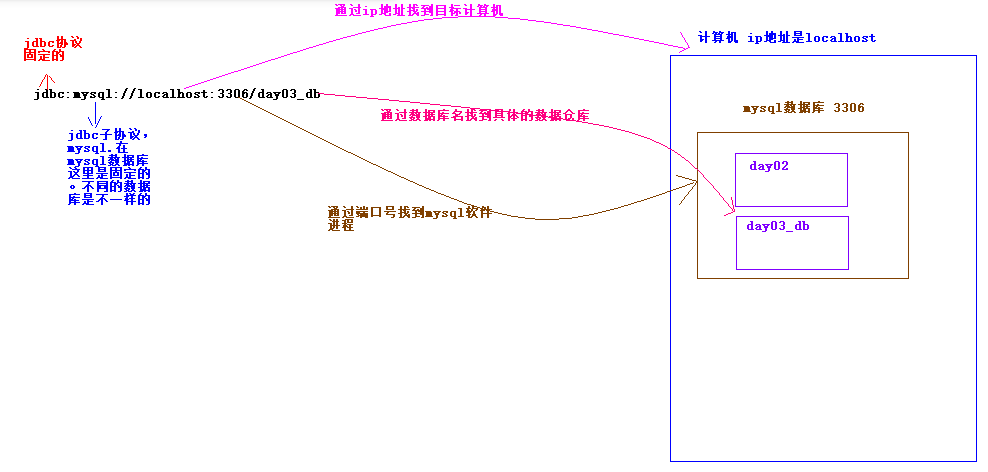 通过ip地址找到目标计算机
计算机 ip地址是localhost
jdbc协议
固定的
jdbc:mysql://localhost:3306/day03_db
mysql数据库 3306
通过数据库名找到具体的数据仓库
jdbc子协议，
mysql.在
mysql数据库
这里是固定的
。不同的数据
库是不一样的
day02
通过端口号找到mysql软件
进程
day03_db